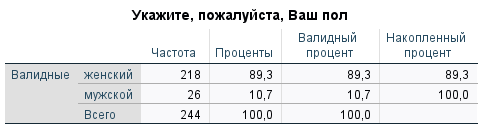 Укажите, пожалуйста, Ваш пол
Частота Проценты Валидный процент Накопленный процент
Валидные женский 218 89,3 89,3 89,3
мужской 26 10,7 10,7 100,0
Всего 244 100,0 100,0